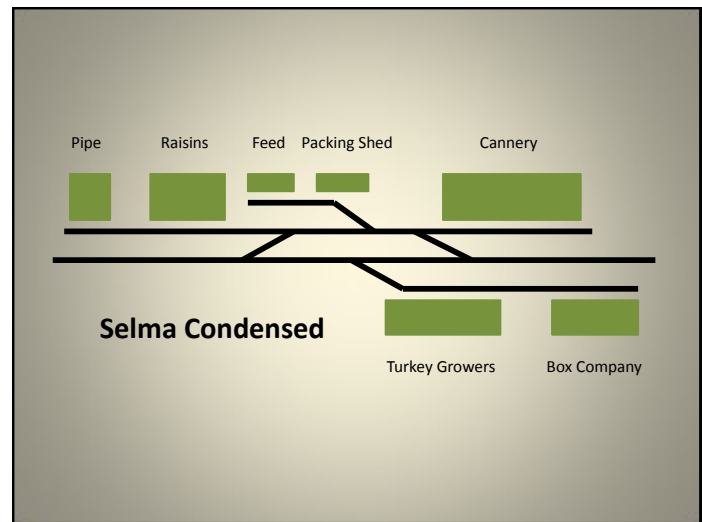 Pipe
Raisins
Feed
Packing Shed
Cannery
Selma Condensed
Turkey Growers
Box Company